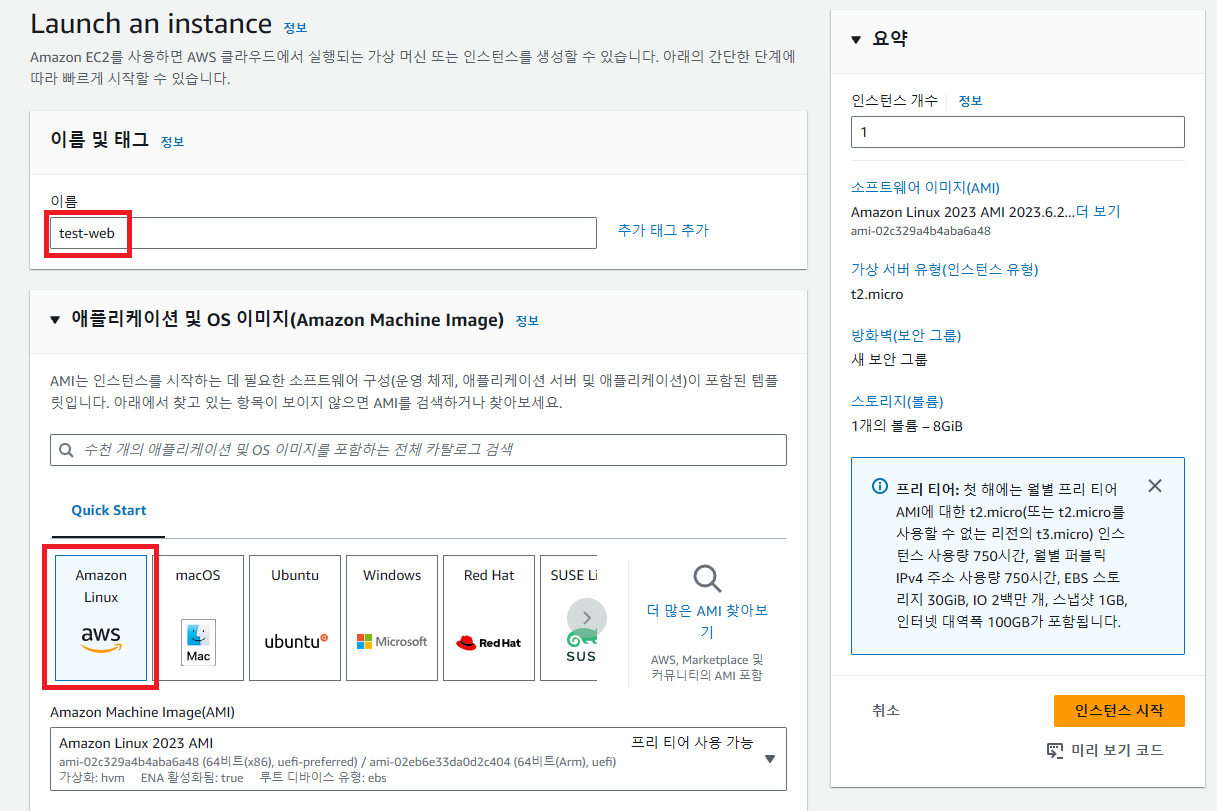 Launch an instance 정보
Amazon EC2를 사용하면 AWS 클라우드에서 실행되는 가상 머신 또는 인스턴스를 생성할 수 있습니다. 아래의 간단한 단계에
따라 빠르게 시작할 수 있습니다.
이름 및 태그 정보
이름
test-web
추가 태그 추가
▼ 애플리케이션 및 OS 이미지(Amazon Machine Image) 정보
AMI는 인스턴스를 시작하는 데 필요한 소프트웨어 구성(운영 체제, 애플리케이션 서버 및 애플리케이션)이 포함된 템플
릿입니다. 아래에서 찾고 있는 항목이 보이지 않으면 AMI를 검색하거나 찾아보세요.
수천 개의 애플리케이션 및 OS 이미지를 포함하는 전체 카탈로그 검색
Quick Start
Amazon
Linux
aws
macOS
Mac
Ubuntu
ubuntu
Windows
Microsoft
Red Hat
Red Hat
SUSE Li
SUS
더 많은 AMI 찾아보
기
AWS, Marketplace 및
커뮤니티의 AMI 포함
Amazon Machine Image(AMI)
Amazon Linux 2023 AMI
프리 티어 사용 가능
ami-02c329a4b4aba6a48 (64비트(x86), uefi-preferred) / ami-02eb6e33da0d2c404 (64비트(Arm), uefi)
가상화: hvm ENA 활성화됨: true 루트 디바이스 유형: ebs
▼ 요약
인스턴스 개수 정보
1
소프트웨어 이미지(AMI)
Amazon Linux 2023 AMI 2023.6.2...더 보기
ami-02c329a4b4aba6a48
가상 서버 유형(인스턴스 유형)
t2.micro
방화벽(보안 그룹)
새 보안 그룹
스토리지(볼륨)
1개의 볼륨 – 8GiB
프리 티어: 첫 해에는 월별 프리 티어
AMI에 대한 t2.micro(또는 t2.micro를
사용할 수 없는 리전의 t3.micro) 인스
턴스 사용량 750시간, 월별 퍼블릭
IPv4 주소 사용량 750시간, EBS 스토
리지 30GiB, IO 2백만 개, 스냅샷 1GB,
인터넷 대역폭 100GB가 포함됩니다.
취소
인스턴스 시작
미리 보기 코드